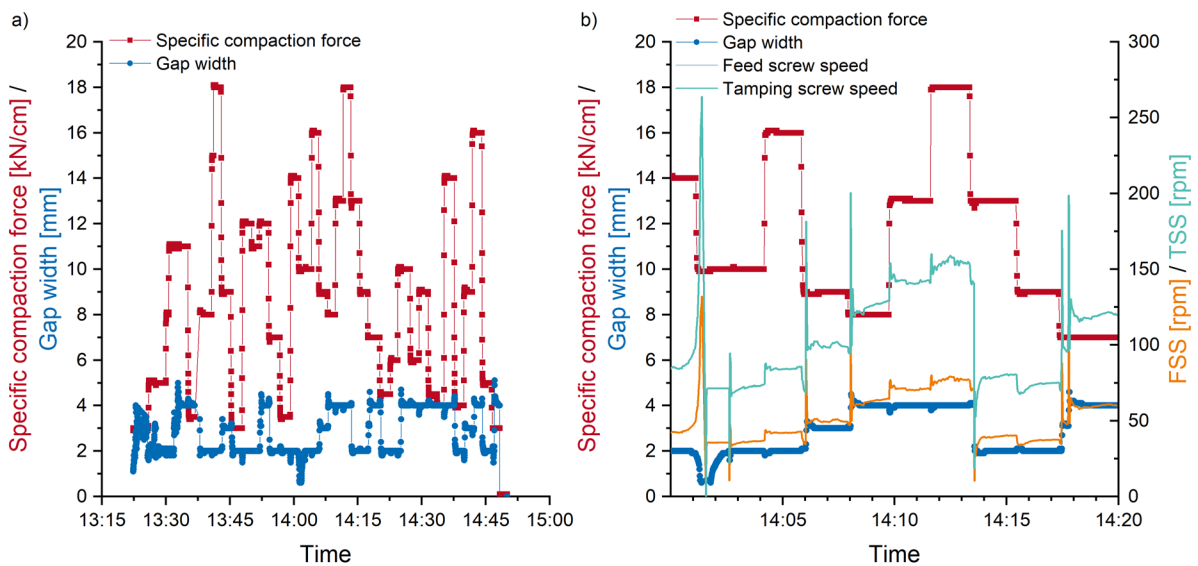 a)
Specific compaction force
Gap width
Specific compaction force [kN/cm] /
Gap width [mm]
20
18
16
14
12
10
8
6
4
2
0
13:15 13:30 13:45 14:00 14:15 14:30 14:45 15:00
Time
b)
Specific compaction force
Gap width
Feed screw speed
Tamping screw speed
Specific compaction force [kN/cm] /
Gap width [mm]
20
18
16
14
12
10
8
6
4
2
0
14:05 14:10 14:15 14:20
Time
300
250
200
150
100
50
0
FSS [rpm] / TSS [rpm]